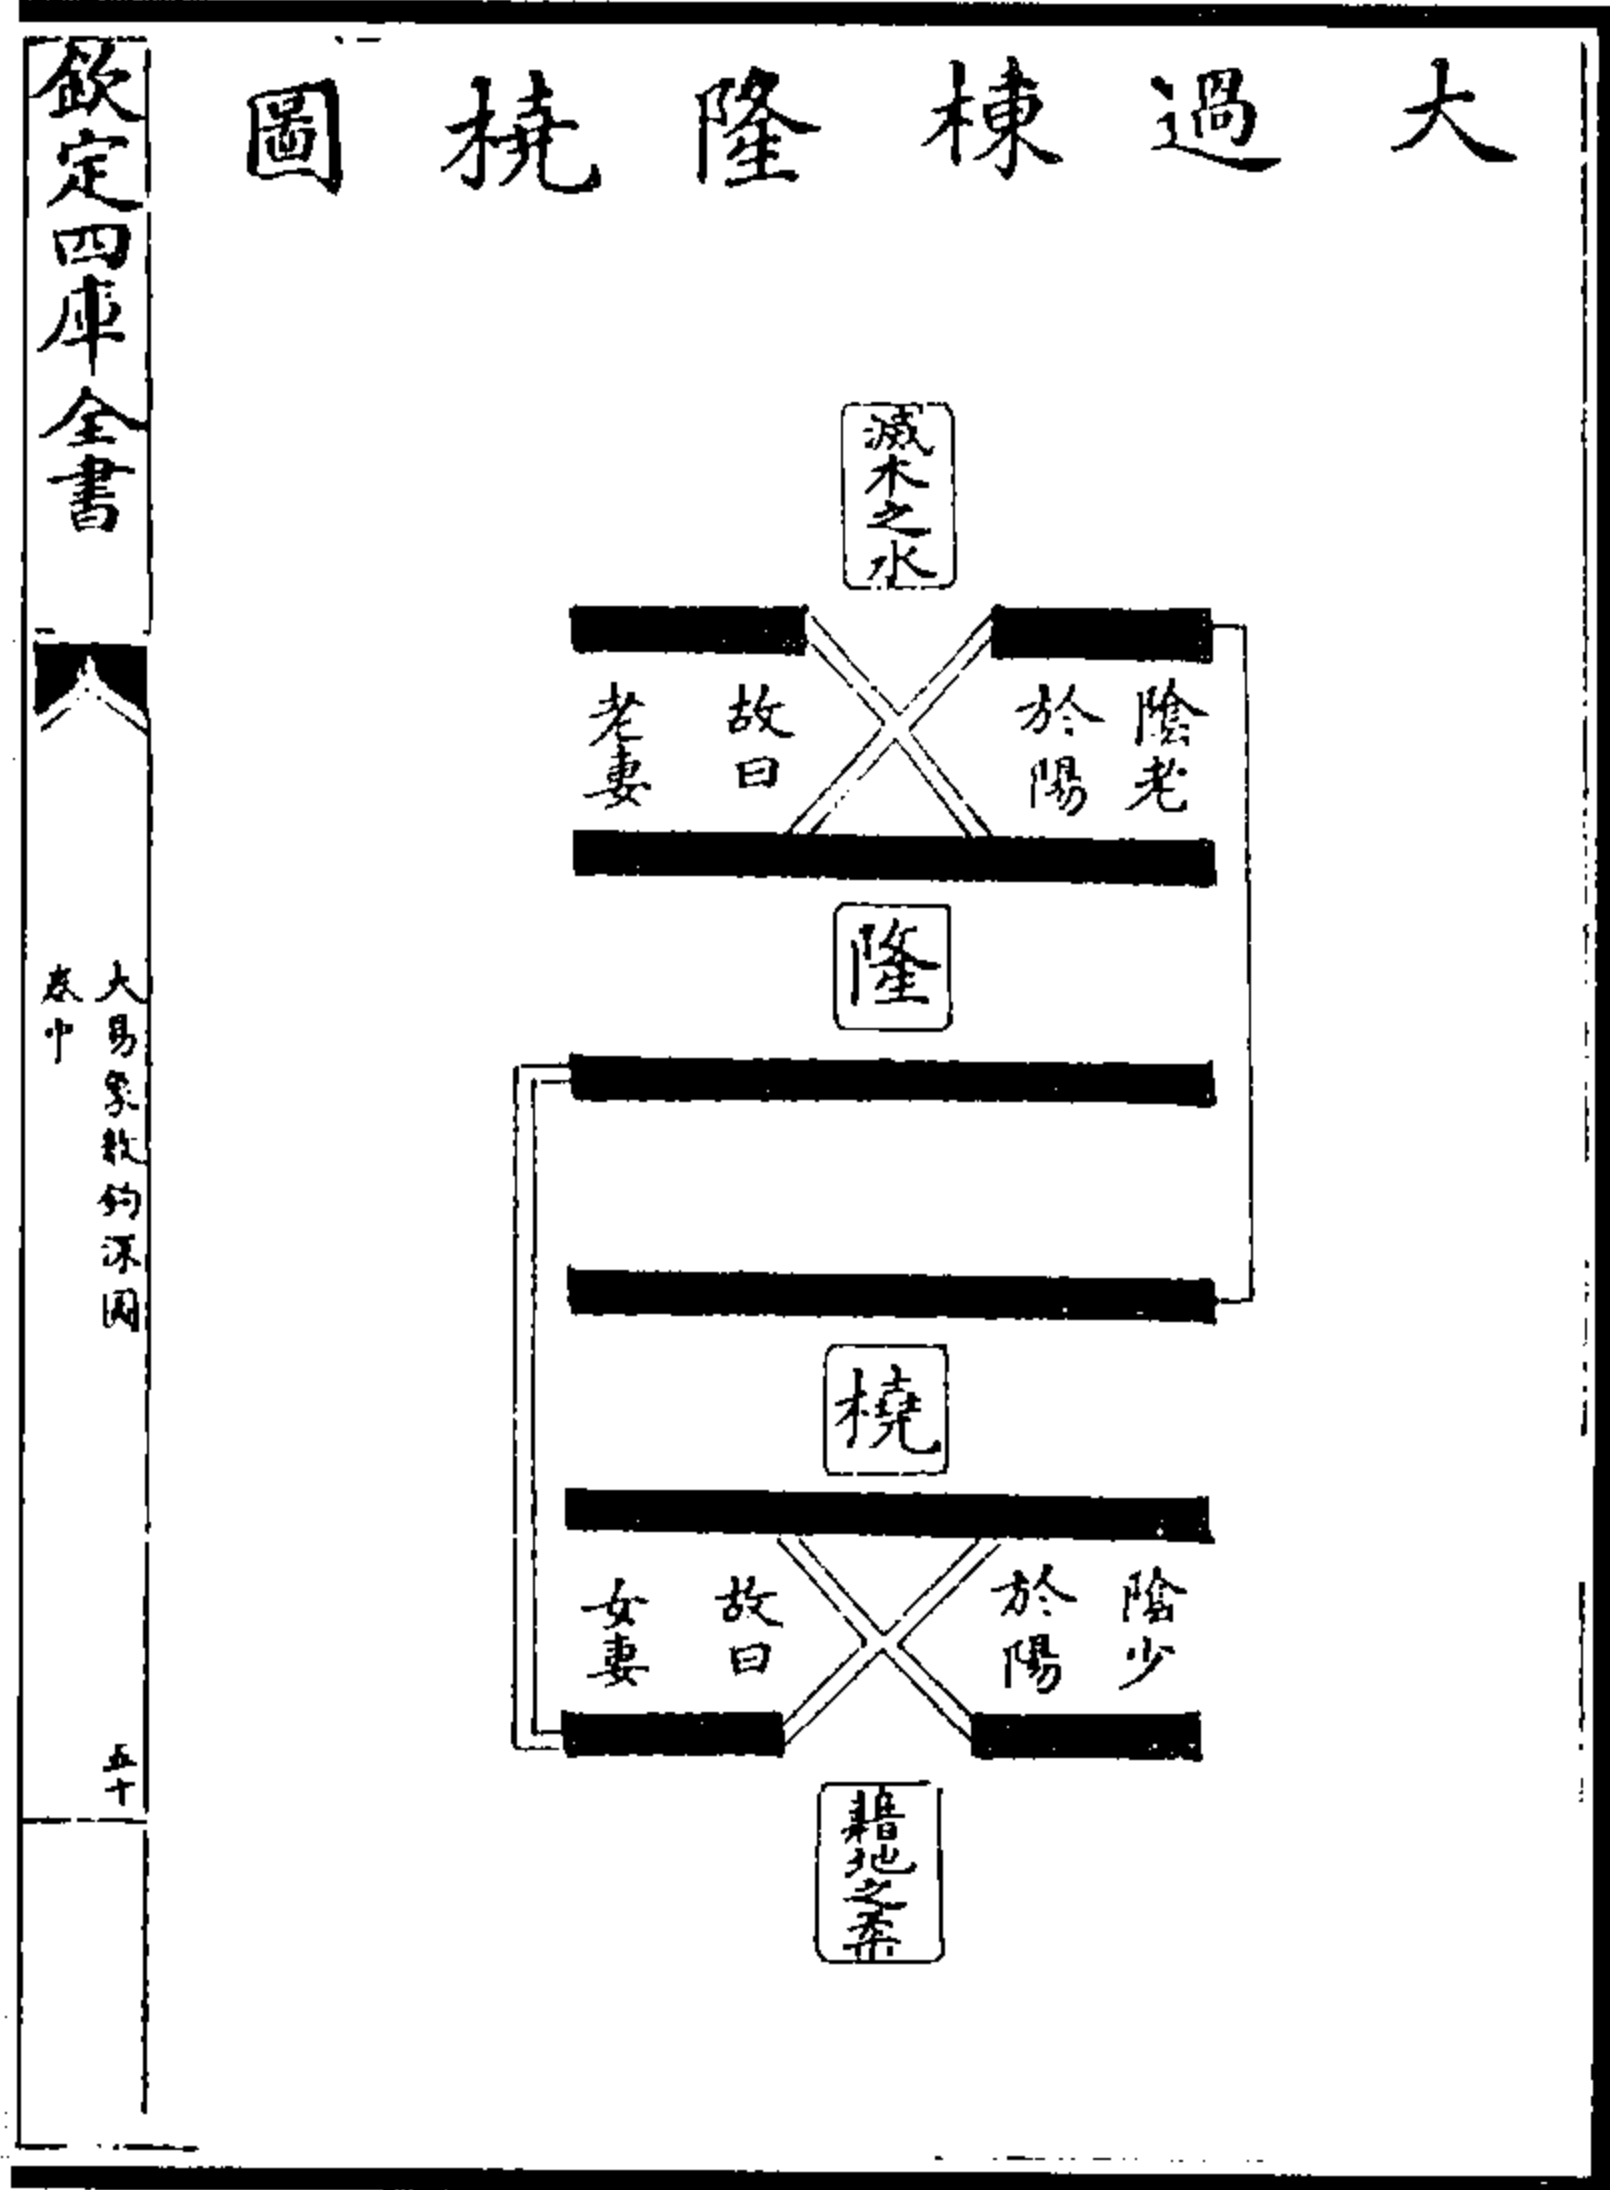 大過棟隆橈圖
滅木之水
陰老
於陽
故曰
老妻
隆
橈
陰少
於陽
故曰
女妻
藉地之柔
欽定四庫全書
大易象數鈎深圖
卷中
五十